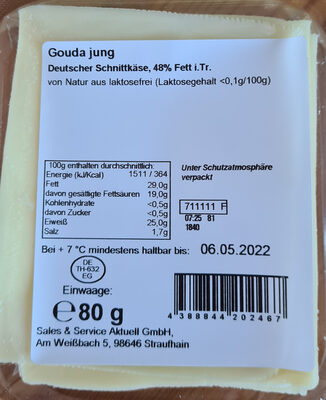 Gouda jung
Deutscher Schnittkäse, 48% Fett i.Tr.
von Natur aus laktosefrei (Laktosegehalt <0,1g/100g)
100g enthalten durchschnittlich:
Energie (kJ/Kcal) 1511 / 364
Fett 29,0g
davon gesättigte Fettsäuren 19,0g
Kohlenhydrate <0,5g
davon Zucker <0,5g
Eiweiß 25,0g
Salz 1,7g
Unter Schutzatmosphäre
verpackt
711111 F
07:25 81
1840
Bei + 7 °C mindestens haltbar bis: 06.05.2022
DE
TH-632
EG
Einwaage:
℮80 g
4 388844 202467
Sales & Service Aktuell GmbH,
Am Weißbach 5, 98646 Straufhain